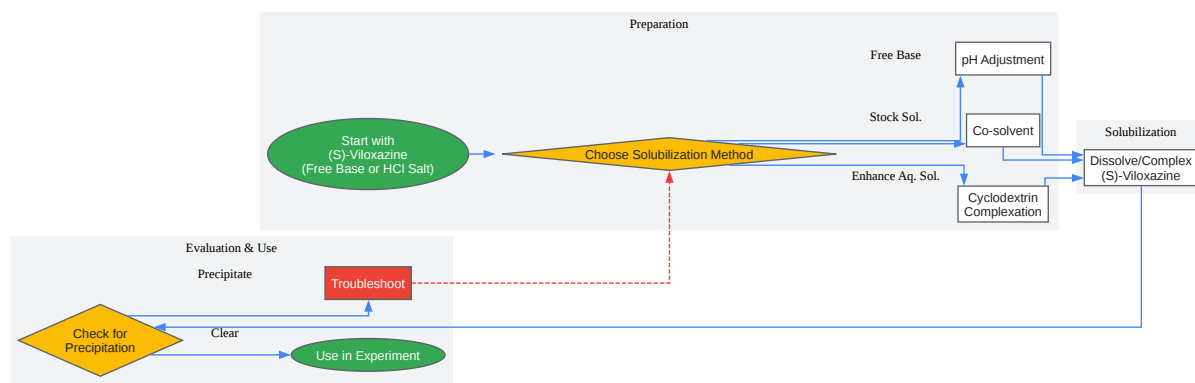 Preparation
Free Base
pH Adjustment
Stock Sol.
Co-solvent
Start with
(S)-Viloxazine
(Free Base or HCl Salt)
Choose Solubilization Method
Enhance Aq. Sol.
Cyclodextrin
Complexation
Solubilization
Dissolve/Complex
(S)-Viloxazine
Evaluation & Use
Precipitate
Troubleshoot
Check for
Precipitation
Clear
Use in Experiment